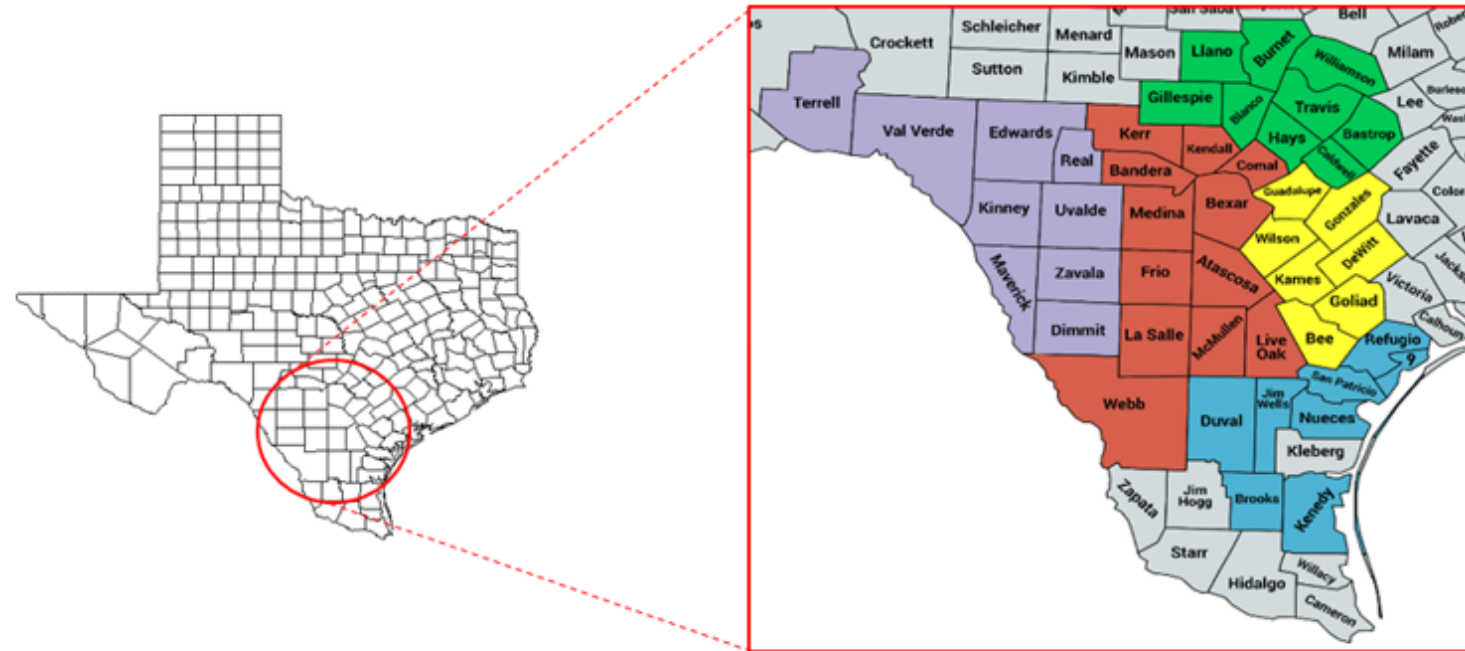 Schleicher
Menard
San Saba
Bell
Crockett
Mason
Llano
Burnet
Milam
Sutton
Kimble
Williamson
Terrell
Gillespie
Travis
Lee
Val Verde
Edwards
Kerr
Blanco
Hays
Bastrop
Real
Kendall
Fayette
Bandera
Comal
Caldwell
Guadalupe
Gonzales
Kinney
Uvalde
Medina
Bexar
Lavaca
Wilson
DeWitt
Maverick
Zavala
Frio
Atascosa
Karnes
Victoria
Goliad
Dimmit
La Salle
McMullen
Live
Oak
Bee
Refugio
Calhoun
9
San Patricio
Webb
Duval
Jim
Wells
Nueces
Kleberg
Zapata
Jim
Hogg
Brooks
Kenedy
Starr
Hidalgo
Willacy
Cameron